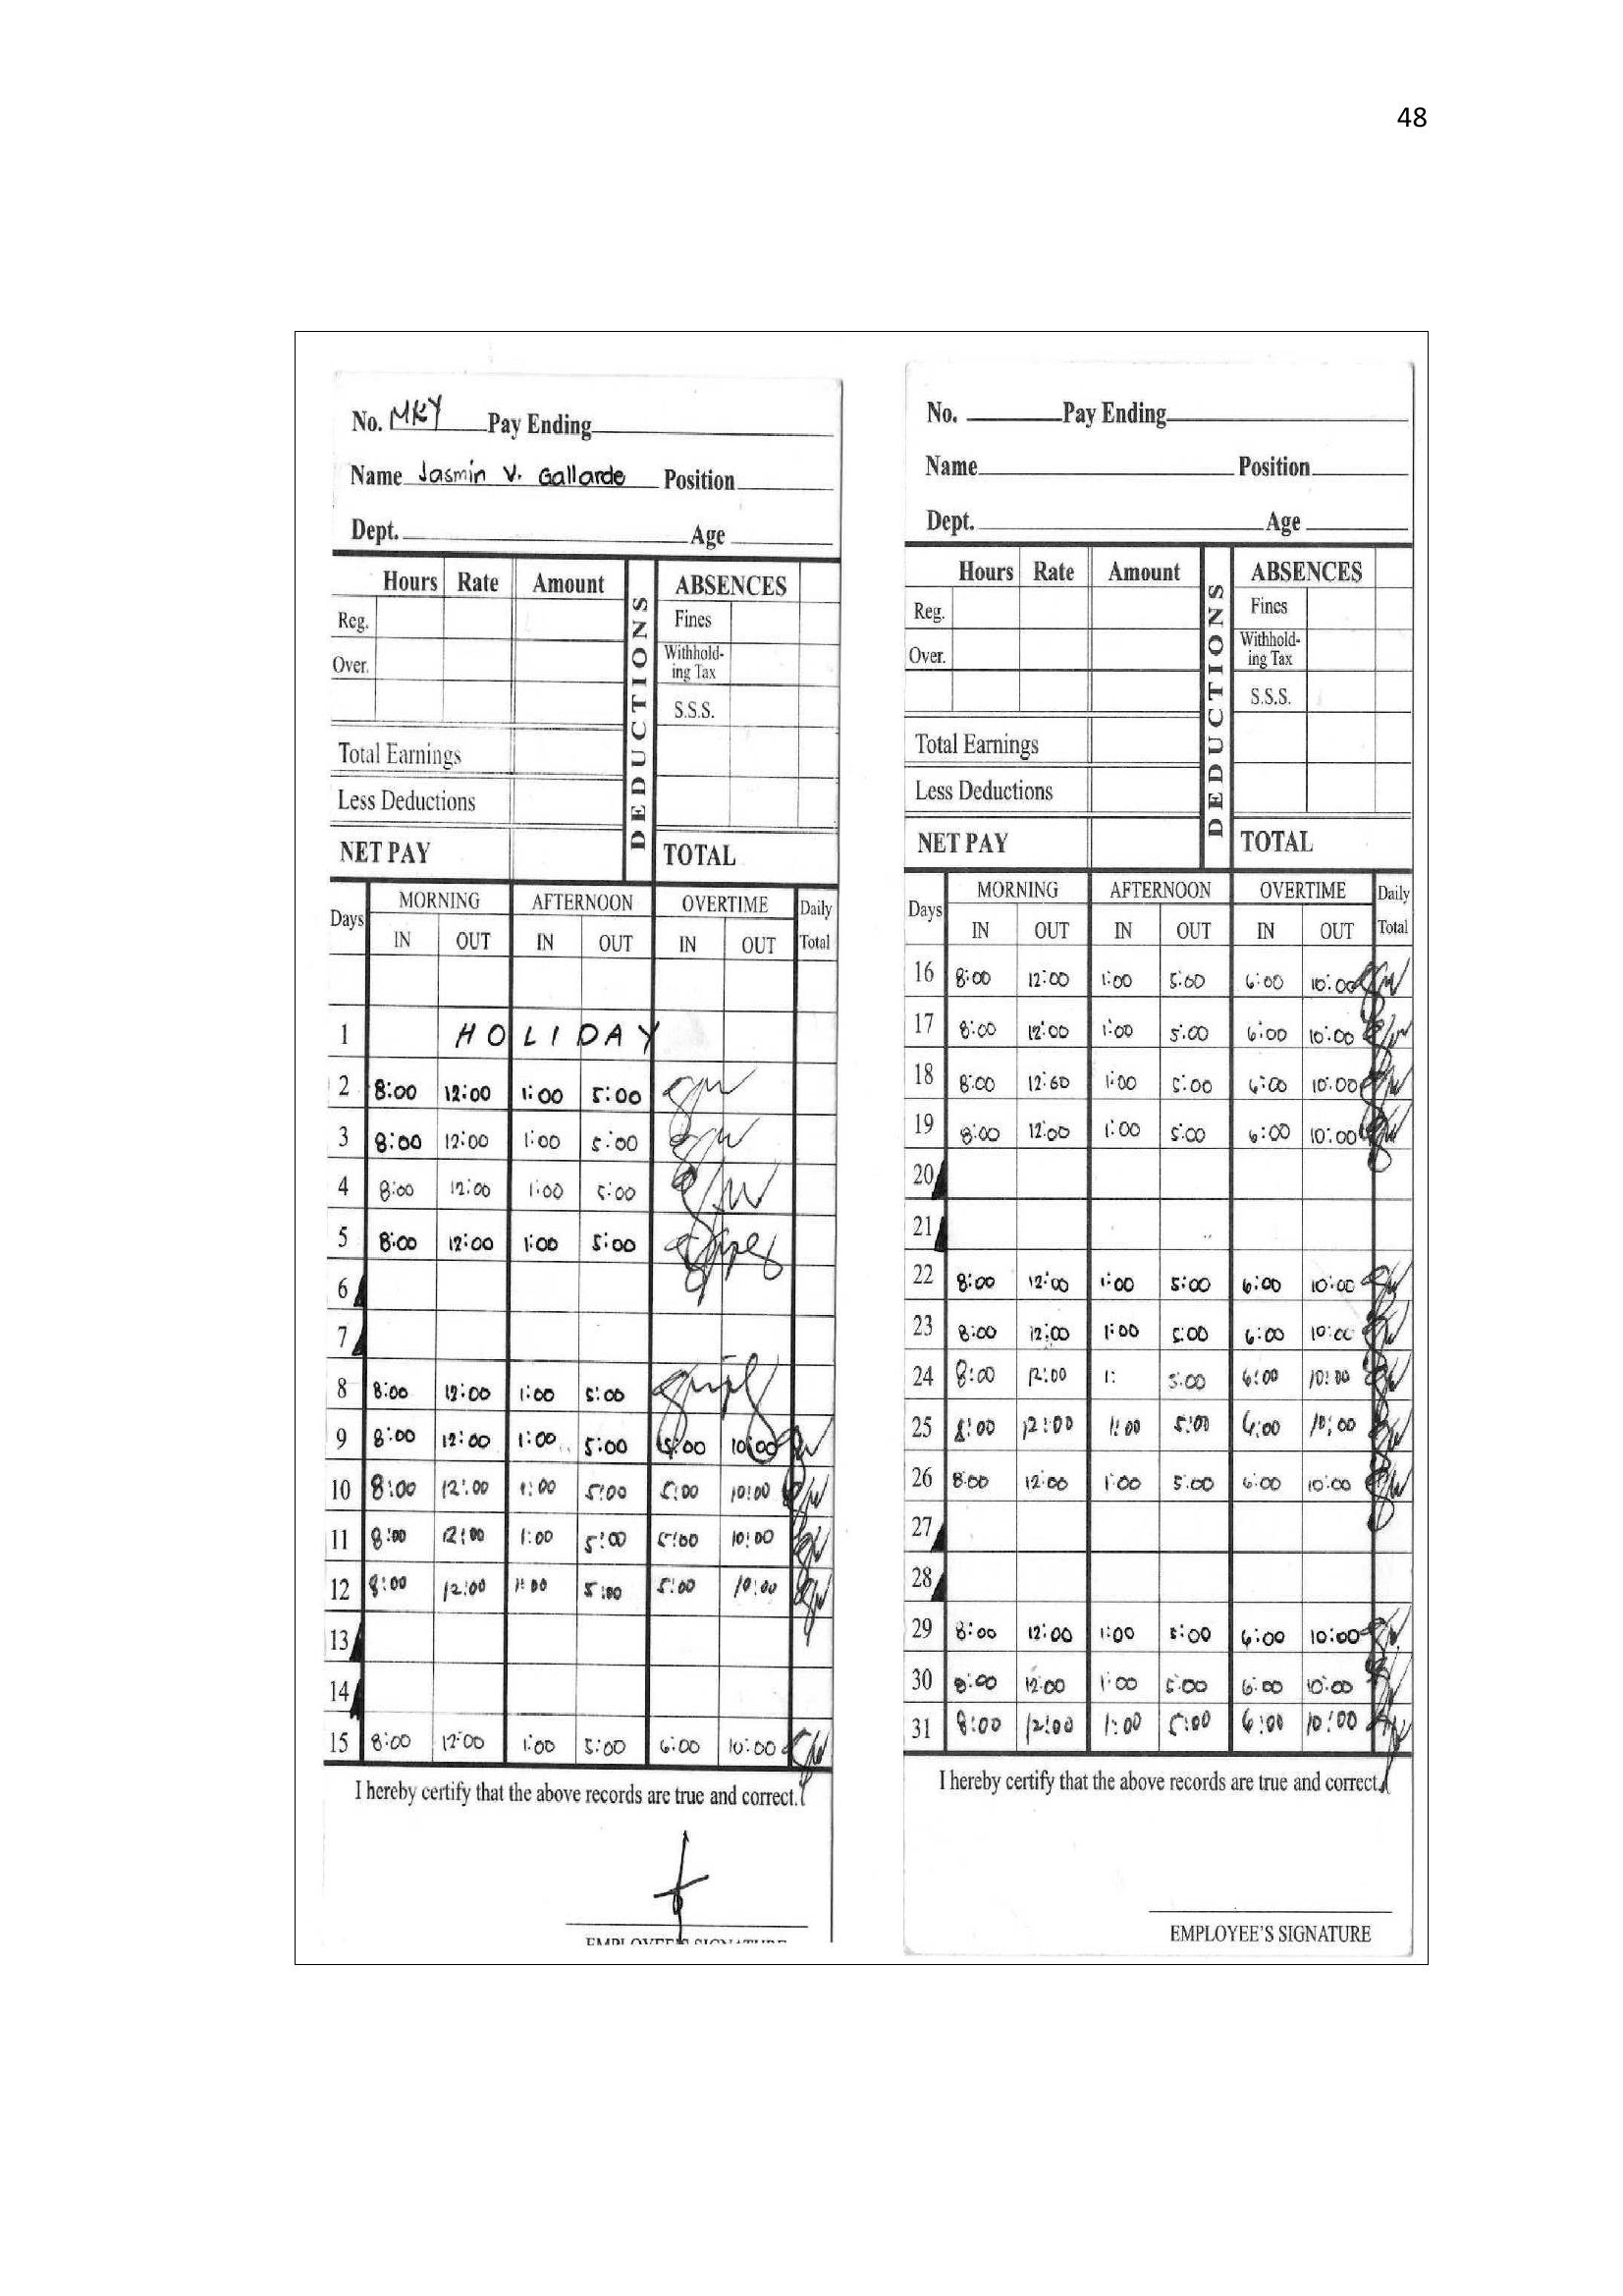 48
No. MKY Pay Ending
Name Jasmin V. Gallarde Position
Dept. Age
Hours Rate Amount DEDUCTIONS ABSENCES
Reg. Fines
Over. Withhold-
ing Tax
S.S.S.
Total Earnings
Less Deductions
NET PAY TOTAL
Days MORNING AFTERNOON OVERTIME Daily
IN OUT IN OUT IN OUT Total
1 HOLIDAY
2 8:00 12:00 1:00 5:00
3 8:00 12:00 1:00 5:00
4 8:00 12:00 1:00 5:00
5 8:00 12:00 1:00 5:00
6
7
8 8:00 12:00 1:00 5:00
9 8:00 12:00 1:00 5:00 5:00 10:00
10 8:00 12:00 1:00 5:00 5:00 10:00
11 8:00 12:00 1:00 5:00 5:00 10:00
12 8:00 12:00 1:00 5:00 5:00 10:00
13
14
15 8:00 12:00 1:00 5:00 6:00 10:00
I hereby certify that the above records are true and correct.
EMPLOYEE'S SIGNATURE
No. Pay Ending
Name Position
Dept. Age
Hours Rate Amount DEDUCTIONS ABSENCES
Reg. Fines
Over. Withhold-
ing Tax
S.S.S.
Total Earnings
Less Deductions
NET PAY TOTAL
Days MORNING AFTERNOON OVERTIME Daily
IN OUT IN OUT IN OUT Total
16 8:00 12:00 1:00 5:00 6:00 10:00
17 8:00 12:00 1:00 5:00 6:00 10:00
18 8:00 12:00 1:00 5:00 6:00 10:00
19 8:00 12:00 1:00 5:00 6:00 10:00
20
21
22 8:00 12:00 1:00 5:00 6:00 10:00
23 8:00 12:00 1:00 5:00 6:00 10:00
24 8:00 12:00 1: 5:00 6:00 10:00
25 8:00 12:00 1:00 5:00 6:00 10:00
26 8:00 12:00 1:00 5:00 6:00 10:00
27
28
29 8:00 12:00 1:00 5:00 6:00 10:00
30 8:00 12:00 1:00 5:00 6:00 10:00
31 8:00 12:00 1:00 5:00 6:00 10:00
I hereby certify that the above records are true and correct.
EMPLOYEE'S SIGNATURE